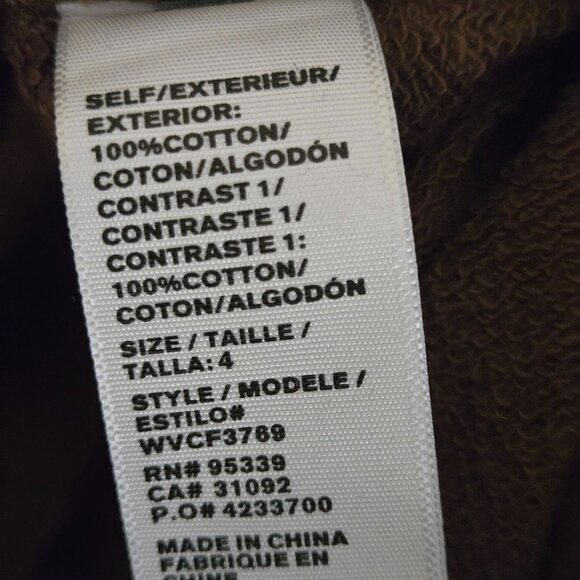 SELF/EXTERIEUR/
EXTERIOR:
100%COTTON/
COTON/ALGODÓN
CONTRAST 1/
CONTRASTE 1/
CONTRASTE 1:
100%COTTON/
COTON/ALGODÓN
SIZE / TAILLE /
TALLA: 4
STYLE / MODELE /
ESTILO#
WVCF3769
RN# 95339
CA# 31092
P.O# 4233700
MADE IN CHINA
FABRIQUE EN
CHINE